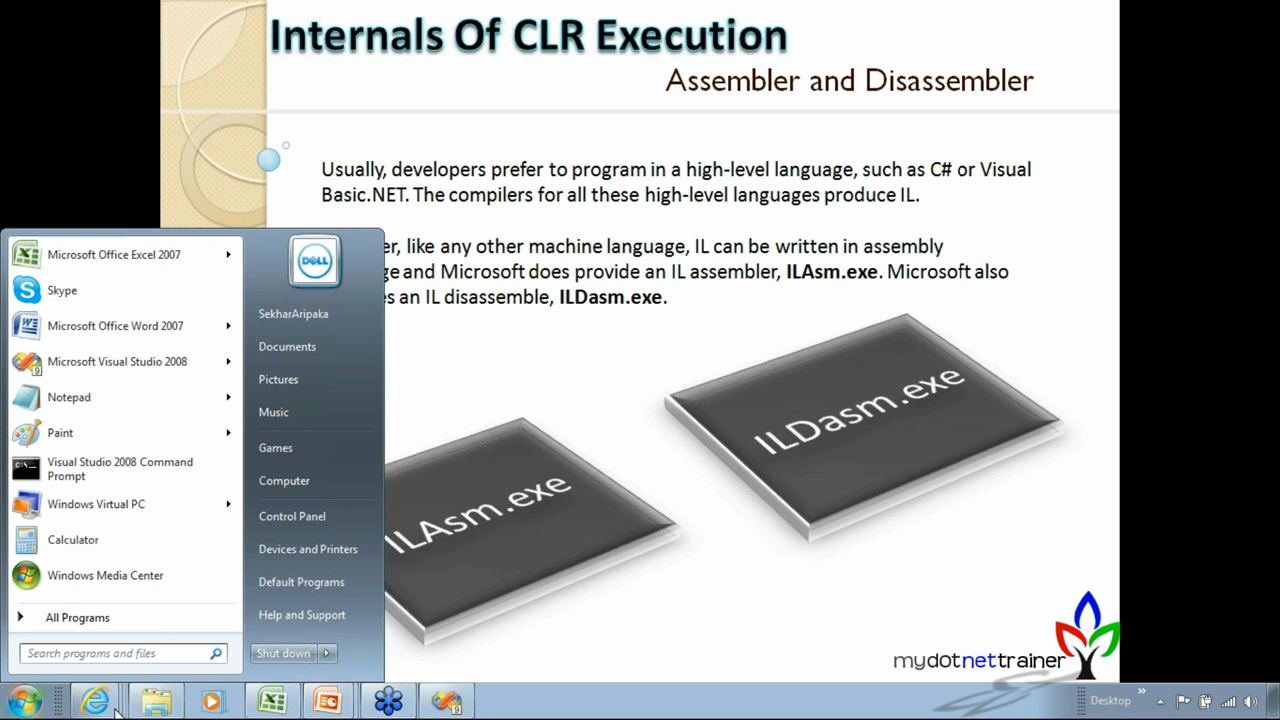 Internals Of CLR Execution
Assembler and Disassembler
Usually, developers prefer to program in a high-level language, such as C# or Visual
Basic.NET. The compilers for all these high-level languages produce IL.
er, like any other machine language, IL can be written in assembly
ge and Microsoft does provide an IL assembler, ILAsm.exe. Microsoft also
es an IL disassemble, ILDasm.exe.
ILDasm.exe
ILAsm.exe
mydotnettrainer
Microsoft Office Excel 2007
Skype
Microsoft Office Word 2007
Microsoft Visual Studio 2008
Notepad
Paint
Visual Studio 2008 Command
Prompt
Windows Virtual PC
Calculator
Windows Media Center
All Programs
Search programs and files
DELL
SekharAripaka
Documents
Pictures
Music
Games
Computer
Control Panel
Devices and Printers
Default Programs
Help and Support
Shut down
Desktop